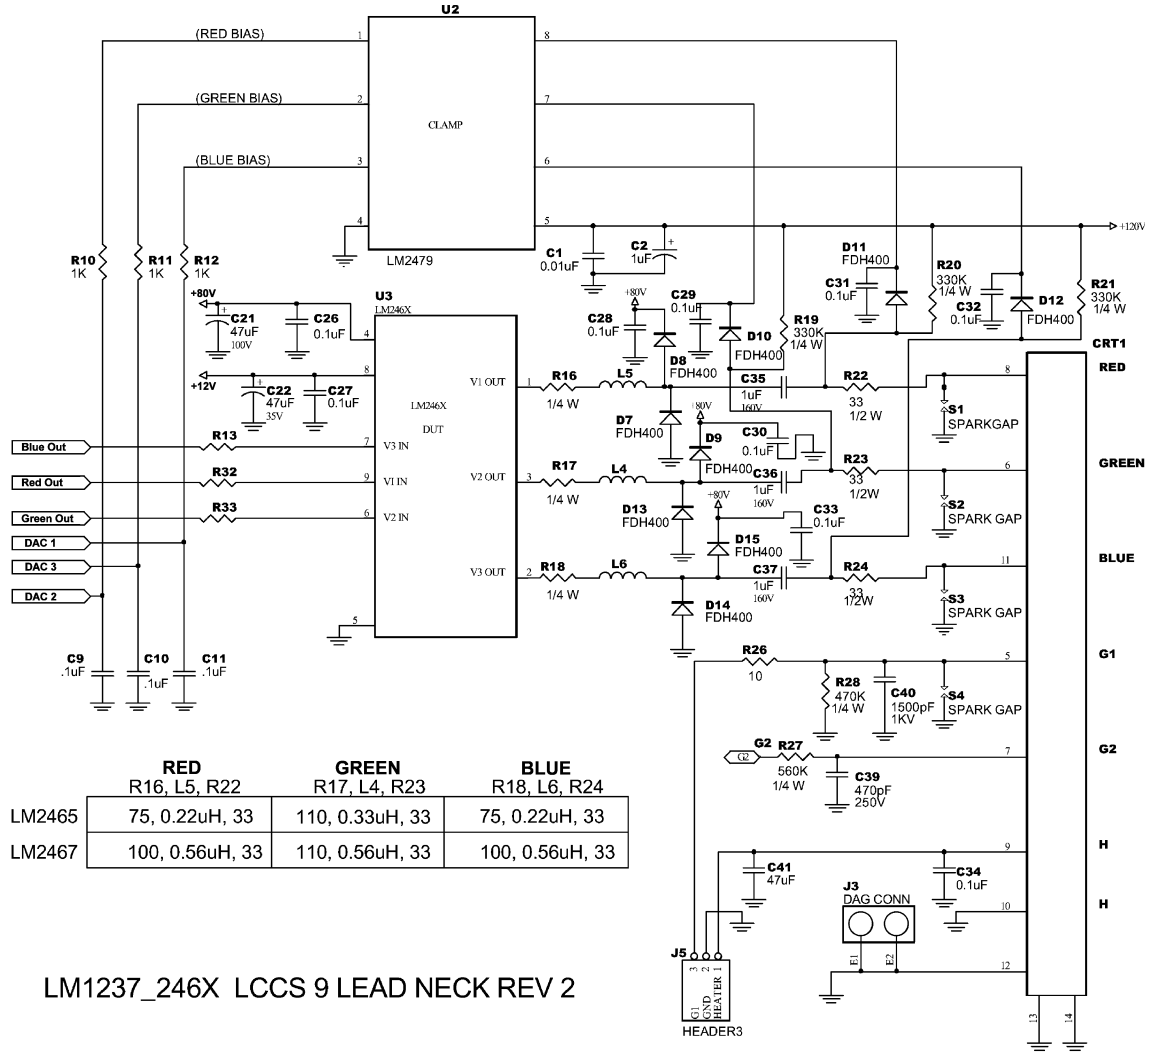 U2
(RED BIAS)
1
8
(GREEN BIAS)
2
7
CLAMP
(BLUE BIAS)
3
6
4
5
+120V
LM2479
R10
1K
R11
1K
R12
1K
C1
0.01uF
C2
1uF
+
D11
FDH400
C31
0.1uF
R20
330K
1/4 W
C32
0.1uF
D12
FDH400
R21
330K
1/4 W
+80V
C21
47uF
100V
+
C26
0.1uF
U3
LM246X
4
+80V
C28
0.1uF
C29
0.1uF
D10
FDH400
R19
330K
1/4 W
D8
FDH400
+12V
C22
47uF
35V
+
C27
0.1uF
8
LM246X
DUT
V1 OUT
1
R16
1/4 W
L5
C35
1uF
160V
R22
33
1/2 W
8
CRT1
RED
S1
SPARKGAP
D7
FDH400
+80V
D9
FDH400
C30
0.1uF
Blue Out
R13
7
V3 IN
Red Out
R32
9
V1 IN
V2 OUT
3
R17
1/4 W
L4
C36
1uF
160V
R23
33
1/2W
6
GREEN
S2
SPARK GAP
Green Out
R33
6
V2 IN
D13
FDH400
+80V
D15
FDH400
C33
0.1uF
DAC 1
DAC 3
DAC 2
V3 OUT
2
R18
1/4 W
L6
C37
1uF
160V
R24
33
1/2W
11
BLUE
S3
SPARK GAP
D14
FDH400
5
C9
.1uF
C10
.1uF
C11
.1uF
R26
10
5
G1
R28
470K
1/4 W
C40
1500pF
1KV
S4
SPARK GAP
G2
G2
R27
560K
1/4 W
C39
470pF
250V
7
G2
RED
GREEN
BLUE
R16, L5, R22
R17, L4, R23
R18, L6, R24
LM2465
75, 0.22uH, 33
110, 0.33uH, 33
75, 0.22uH, 33
LM2467
100, 0.56uH, 33
110, 0.56uH, 33
100, 0.56uH, 33
9
H
C41
47uF
C34
0.1uF
J3
DAG CONN
E1
E2
10
H
12
J5
3
2
1
G1
GND
HEATER
HEADER3
13
14
LM1237_246X LCCS 9 LEAD NECK REV 2